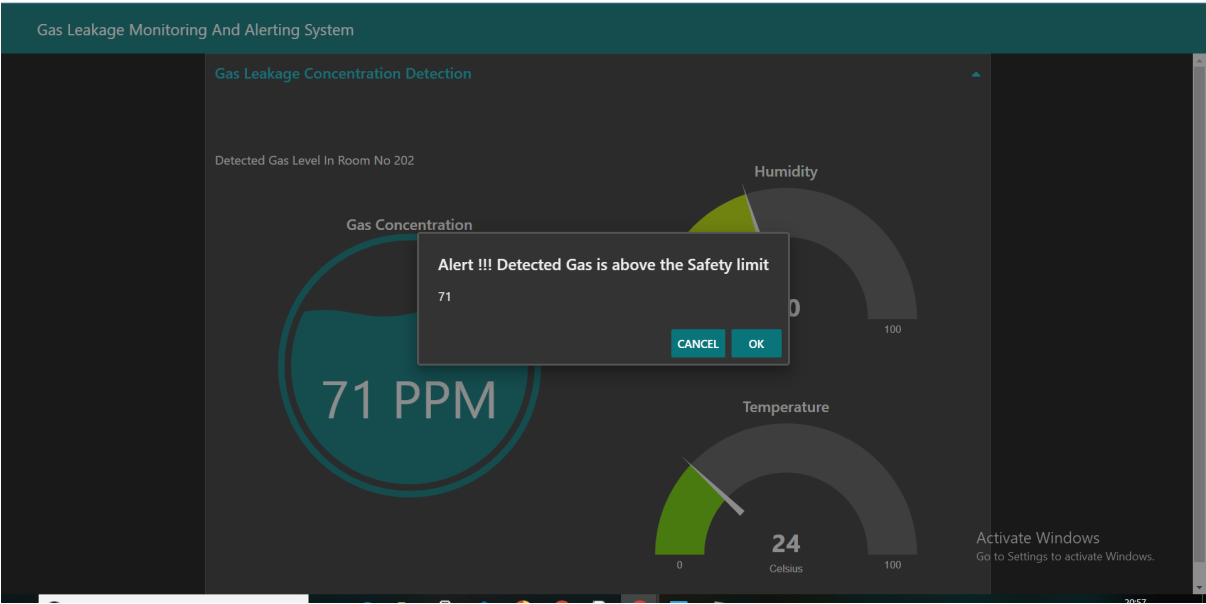 Gas Leakage Monitoring And Alerting System
Gas Leakage Concentration Detection
Detected Gas Level In Room No 202
Humidity
Gas Concentration
Alert !!! Detected Gas is above the Safety limit
71
100
CANCEL OK
71 PPM
Temperature
24
Celsius
0
100
Activate Windows
Go to Settings to activate Windows.
20:57